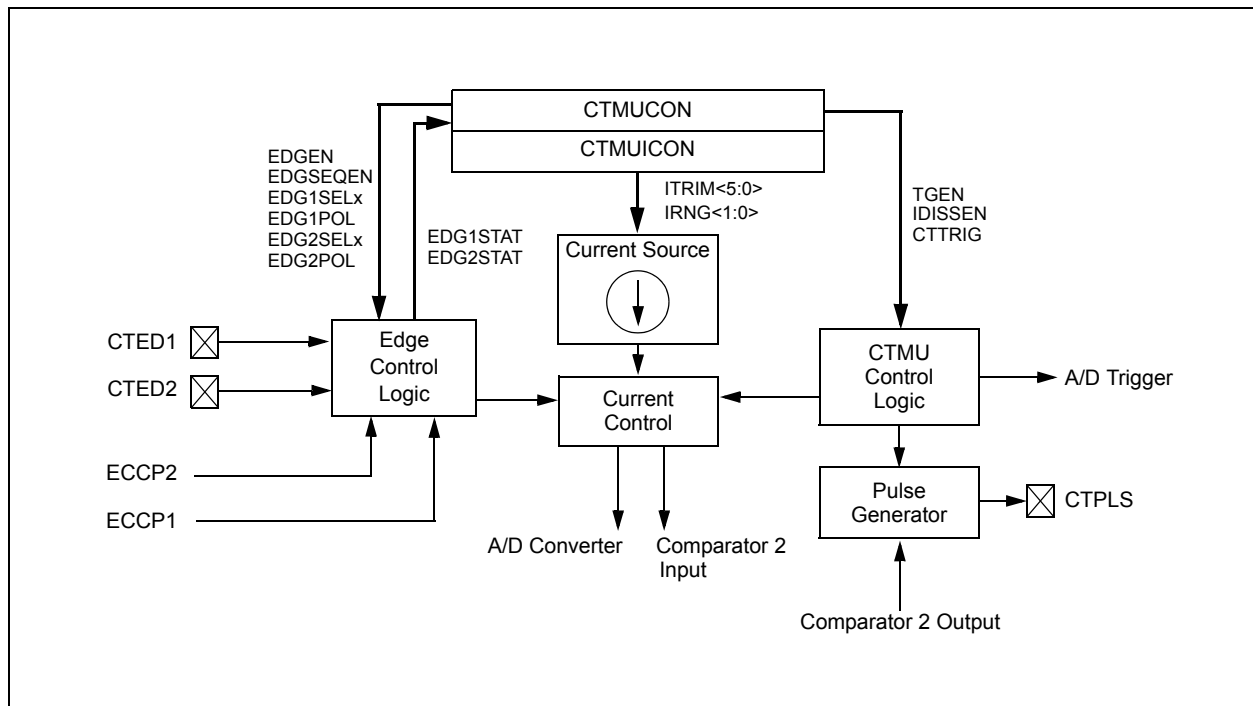 CTMUCON
CTMUICON
EDGEN
EDGSEQEN
EDG1SELx
EDG1POL
EDG2SELx
EDG2POL
EDG1STAT
EDG2STAT
ITRIM<5:0>
IRNG<1:0>
TGEN
IDISSEN
CTTRIG
Current Source
CTED1
CTED2
Edge
Control
Logic
Current
Control
CTMU
Control
Logic
A/D Trigger
ECCP2
ECCP1
Pulse
Generator
CTPLS
A/D Converter
Comparator 2
Input
Comparator 2 Output